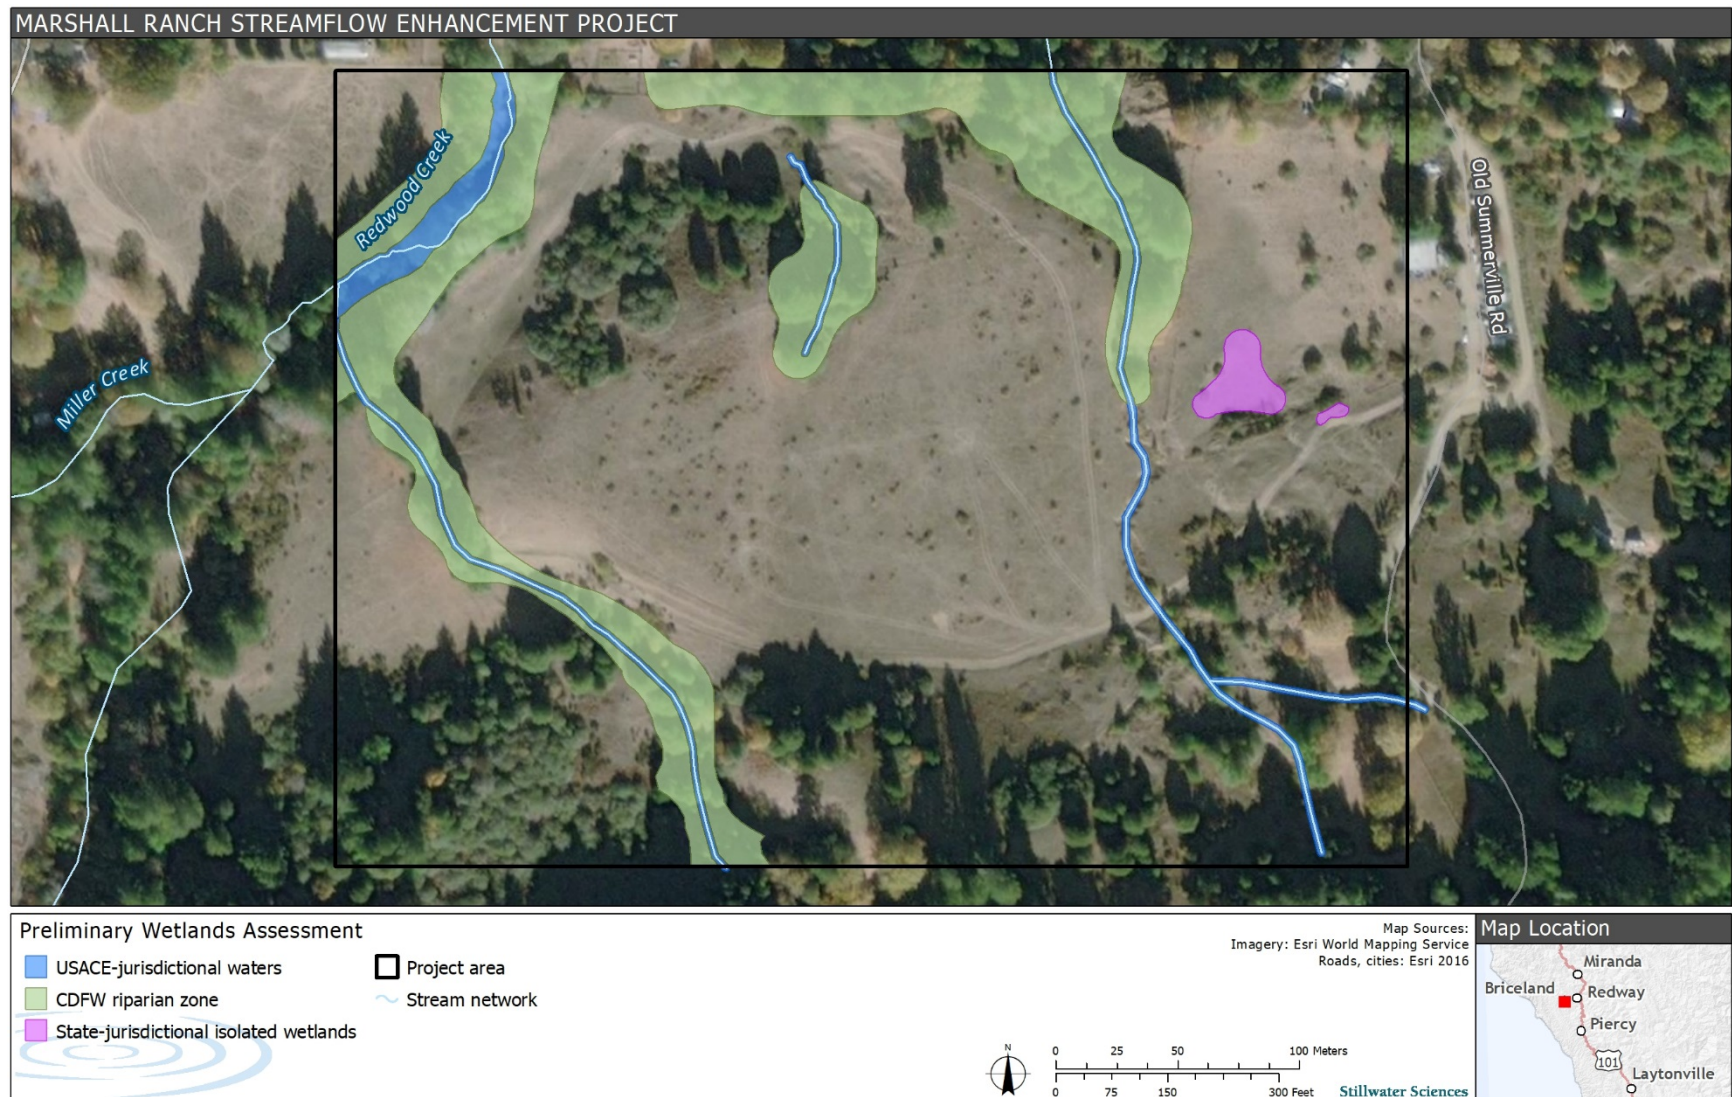 MARSHALL RANCH STREAMFLOW ENHANCEMENT PROJECT
Redwood Creek
Miller Creek
Old Summerville Rd
Preliminary Wetlands Assessment
USACE-jurisdictional waters
CDFW riparian zone
State-jurisdictional isolated wetlands
Project area
Stream network
Map Sources:
Imagery: Esri World Mapping Service
Roads, cities: Esri 2016
N
0 25 50 100 Meters
0 75 150 300 Feet
Stillwater Sciences
Map Location
Miranda
Briceland
Redway
Piercy
101
Laytonville